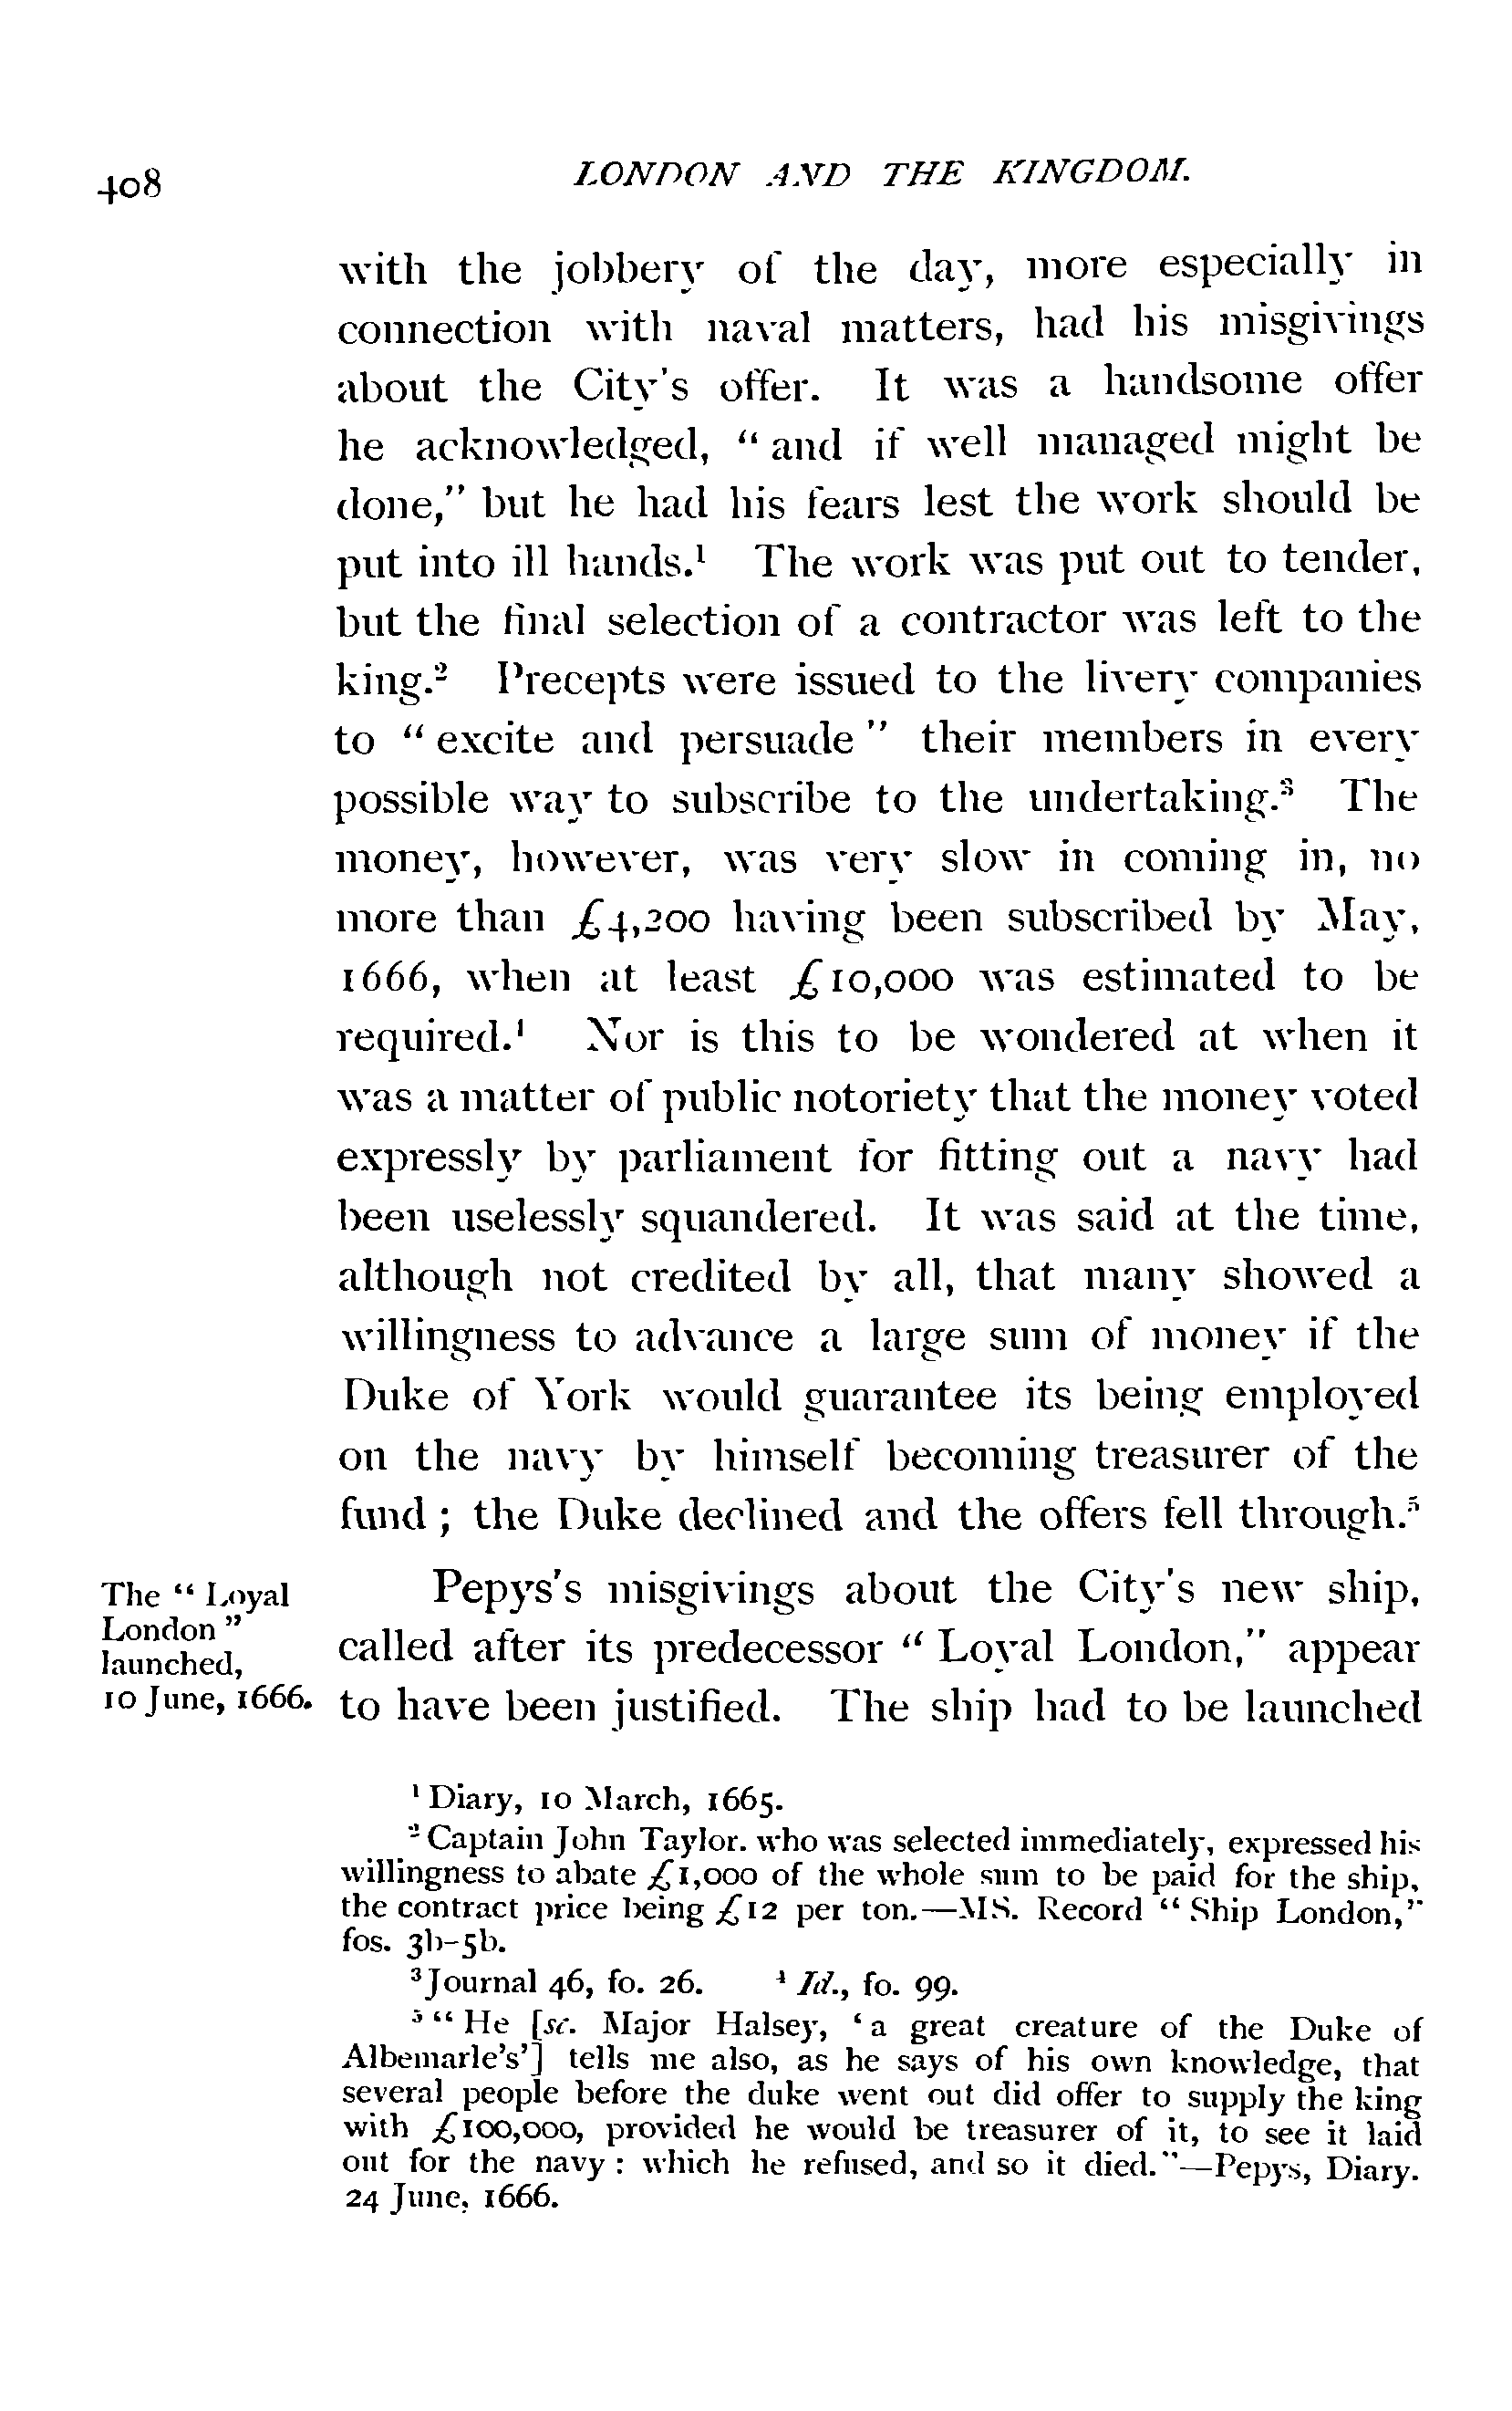 408
LONDON AND THE KINGDOM.
with the jobbery of the day, more especially in
connection with naval matters, had his misgivings
about the City's offer. It was a handsome offer
he acknowledged, “ and if well managed might be
done,” but he had his fears lest the work should be
put into ill hands.¹ The work was put out to tender,
but the final selection of a contractor was left to the
king.² Precepts were issued to the livery companies
to “ excite and persuade ” their members in every
possible way to subscribe to the undertaking.³ The
money, however, was very slow in coming in, no
more than £4,200 having been subscribed by May,
1666, when at least £10,000 was estimated to be
required.⁴ Nor is this to be wondered at when it
was a matter of public notoriety that the money voted
expressly by parliament for fitting out a navy had
been uselessly squandered. It was said at the time,
although not credited by all, that many showed a
willingness to advance a large sum of money if the
Duke of York would guarantee its being employed
on the navy by himself becoming treasurer of the
fund ; the Duke declined and the offers fell through.⁵
The “ Loyal
London ”
launched,
10 June, 1666.
Pepys's misgivings about the City's new ship,
called after its predecessor “ Loyal London,” appear
to have been justified. The ship had to be launched
¹ Diary, 10 March, 1665.
² Captain John Taylor. who was selected immediately, expressed his
willingness to abate £1,000 of the whole sum to be paid for the ship,
the contract price being £12 per ton.—MS. Record “ Ship London,”
fos. 3b-5b.
³ Journal 46, fo. 26. ⁴ Id., fo. 99.
⁵ “ He [sc. Major Halsey, ‘ a great creature of the Duke of
Albemarle's’] tells me also, as he says of his own knowledge, that
several people before the duke went out did offer to supply the king
with £100,000, provided he would be treasurer of it, to see it laid
out for the navy : which he refused, and so it died.”—Pepys, Diary.
24 June, 1666.